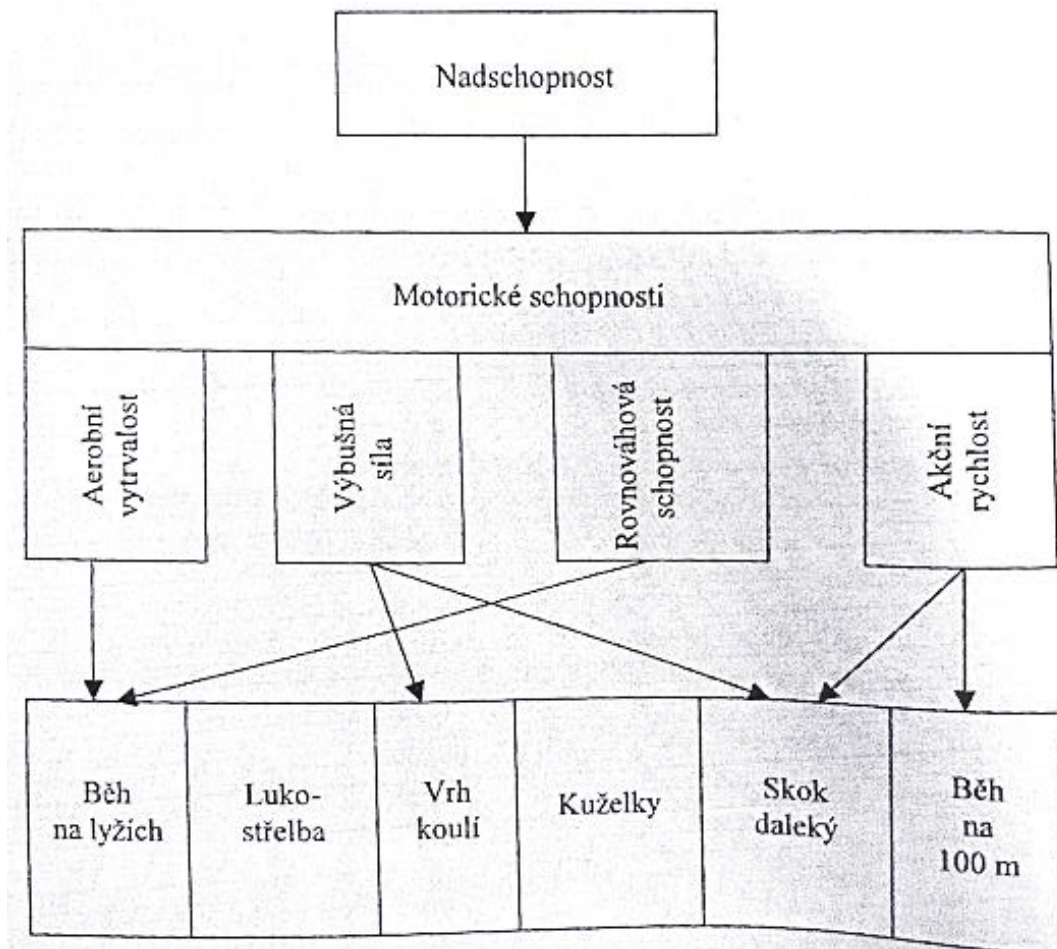 Nadschopnost
Motorické schopnosti
Aerobní
vytrvalost
Výbušná
síla
Rovnováhová
schopnost
Akční
rychlost
Běh
na lyžích
Luko-
střelba
Vrh
koulí
Kuželky
Skok
daleký
Běh
na
100 m